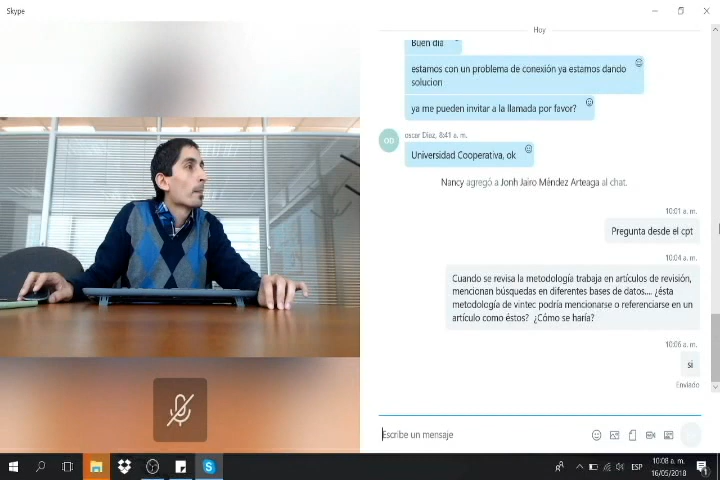 Skype
Hoy
Buen día
estamos con un problema de conexión ya estamos dando
solucion
ya me pueden invitar a la llamada por favor?
OD
oscar Diaz, 8:41 a. m.
Universidad Cooperativa, ok
Nancy agregó a Jonh Jairo Méndez Arteaga al chat.
10:01 a. m.
Pregunta desde el cpt
10:04 a. m.
Cuando se revisa la metodología trabaja en artículos de revisión,
mencionan búsquedas en diferentes bases de datos.... ¿ésta
metodología de vintec podría mencionarse o referenciarse en un
artículo como éstos? ¿Cómo se haría?
10:06 a. m.
si
Enviado
Escribe un mensaje
ESP
10:08 a. m.
16/05/2018